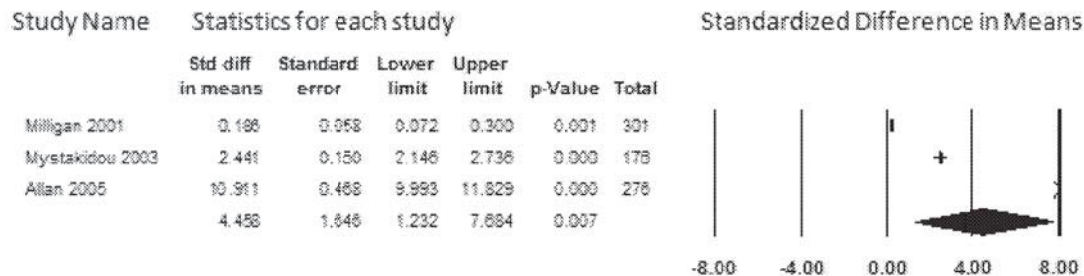 Study Name Statistics for each study Standardized Difference in Means
Std diff in means Standard error Lower limit Upper limit p-Value Total
Milligan 2001 0.186 0.058 0.072 0.300 0.001 301
Mystakidou 2003 2.441 0.150 2.146 2.736 0.000
Allan 2005 10.911 0.468 9.993 11.829 0.000
4.458 1.646 1.232 7.684 0.007
-8.00 -4.00 0.00 4.00 8.00